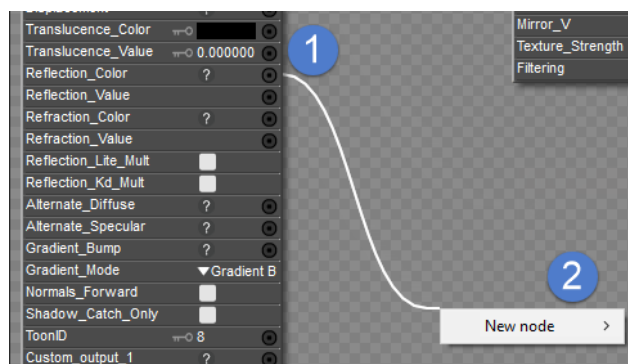 Displacement ?
Translucence_Color
Translucence_Value 0.000000
Reflection_Color ?
Reflection_Value
Refraction_Color ?
Refraction_Value
Reflection_Lite_Mult
Reflection_Kd_Mult
Alternate_Diffuse ?
Alternate_Specular ?
Gradient_Bump ?
Gradient_Mode ▼Gradient B
Normals_Forward
Shadow_Catch_Only
ToonID 8
Custom_output_1 ?
1
Mirror_V
Texture_Strength
Filtering
2
New node >